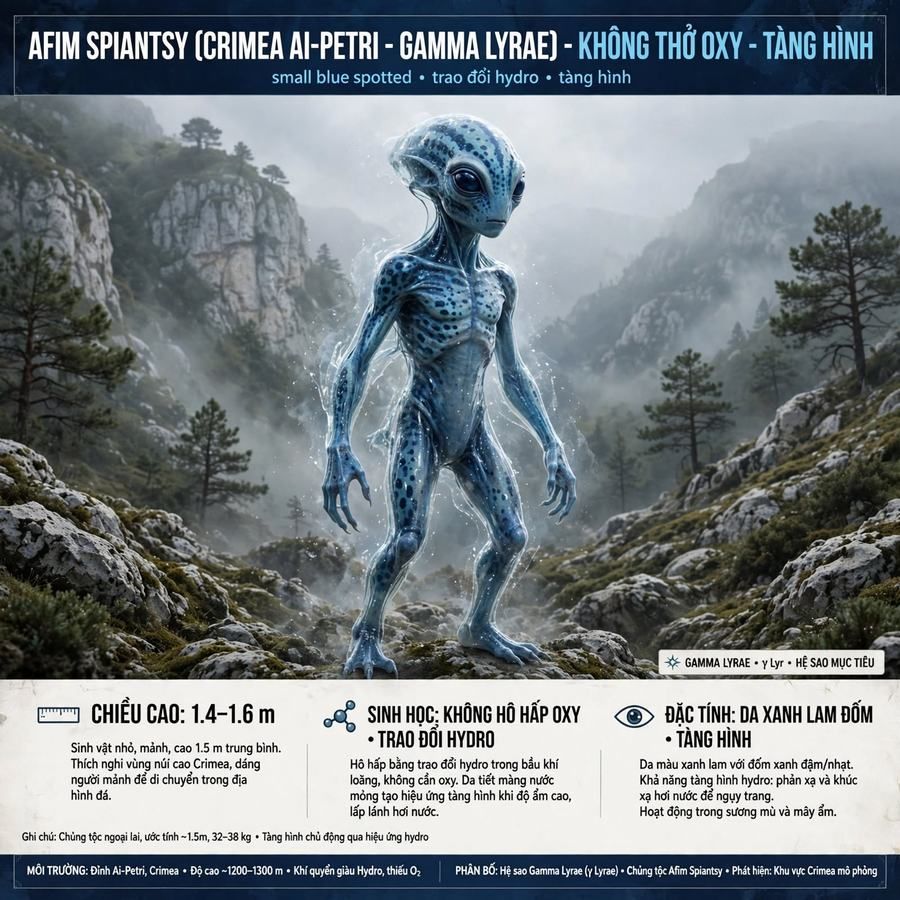 AFIM SPIANTSY (CRIMEA AI-PETRI - GAMMA LYRAE) - KHÔNG THỞ OXY - TÀNG HÌNH
small blue spotted • trao đổi hydro • tàng hình
GAMMA LYRAE • γ Lyr • HỆ SAO MỤC TIÊU
CHIỀU CAO: 1.4–1.6 m
Sinh vật nhỏ, mảnh, cao 1.5 m trung bình.
Thích nghi vùng núi cao Crimea, dáng
người mảnh để di chuyển trong địa
hình đá.
SINH HỌC: KHÔNG HÔ HẤP OXY
• TRAO ĐỔI HYDRO
Hô hấp bằng trao đổi hydro trong bầu khí
loãng, không cần oxy. Da tiết màng nước
mỏng tạo hiệu ứng tàng hình khi độ ẩm cao,
lấp lánh hơi nước.
ĐẶC TÍNH: DA XANH LAM ĐỐM
• TÀNG HÌNH
Da màu xanh lam với đốm xanh đậm/nhạt.
Khả năng tàng hình hydro: phản xạ và khúc
xạ hơi nước để ngụy trang.
Hoạt động trong sương mù và mây ẩm.
Ghi chú: Chủng tộc ngoại lai, ước tính ~1.5m, 32–38 kg • Tàng hình chủ động qua hiệu ứng hydro
MÔI TRƯỜNG: Đỉnh Ai-Petri, Crimea • Độ cao ~1200–1300 m • Khí quyển giàu Hydro, thiếu O₂
PHÂN BỐ: Hệ sao Gamma Lyrae (γ Lyrae) • Chủng tộc Afim Spiantsy • Phát hiện: Khu vực Crimea mô phỏng